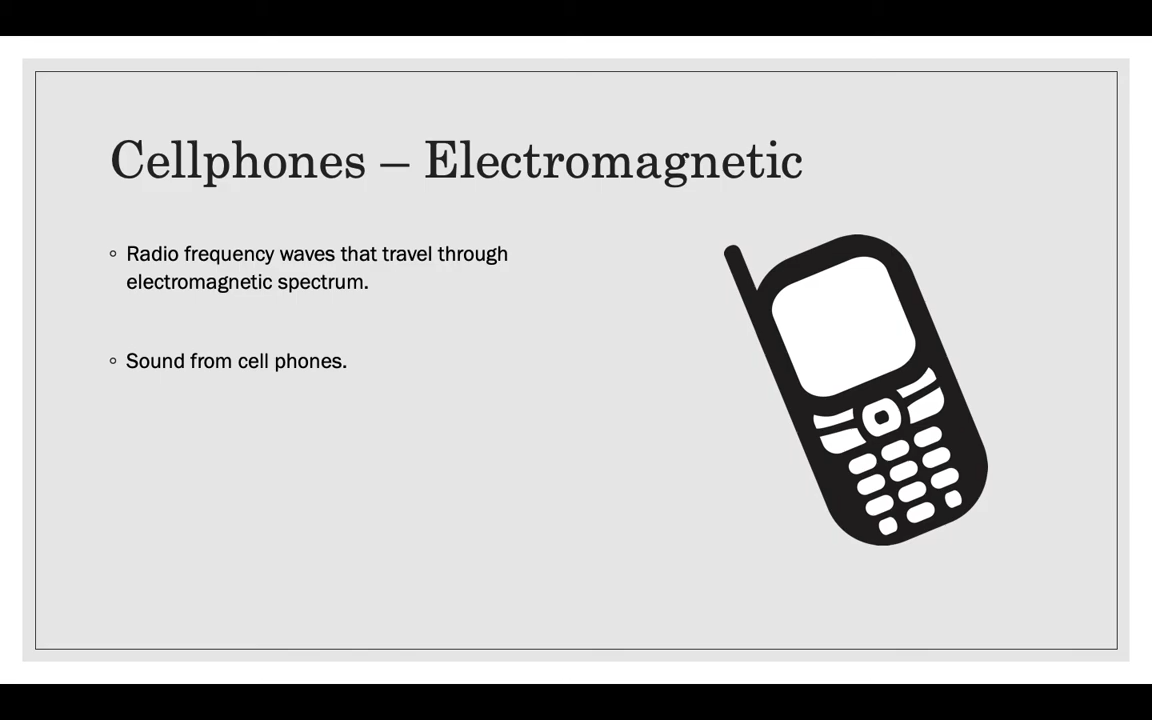 Cellphones – Electromagnetic
◦ Radio frequency waves that travel through
electromagnetic spectrum.
◦ Sound from cell phones.